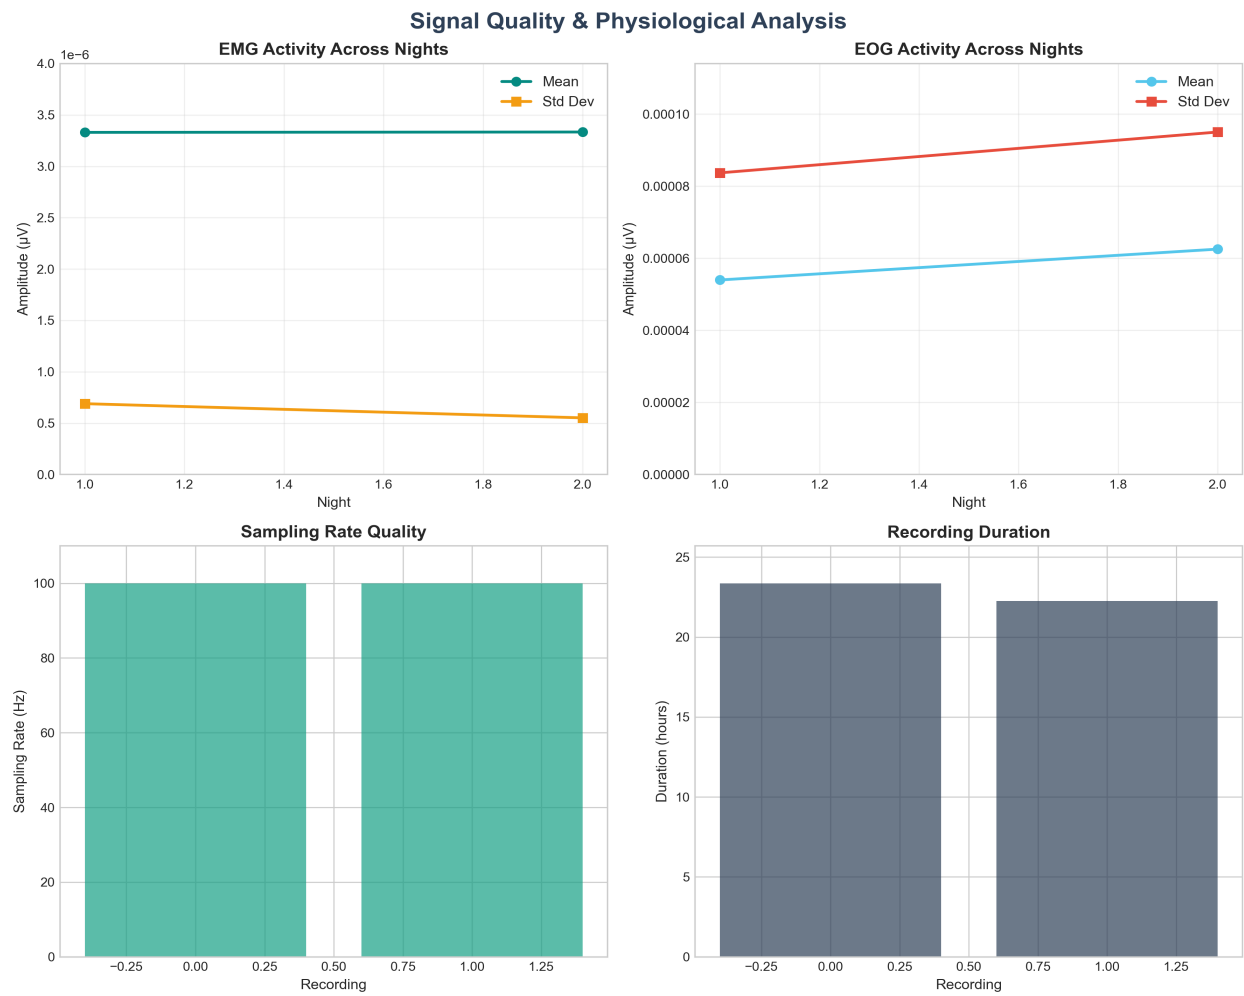 Signal Quality & Physiological Analysis
EMG Activity Across Nights
1e−6
4.0
3.5
3.0
2.5
2.0
1.5
1.0
0.5
0.0
Amplitude (μV)
Mean
Std Dev
1.0 1.2 1.4 1.6 1.8 2.0
Night
EOG Activity Across Nights
0.00010
0.00008
0.00006
0.00004
0.00002
0.00000
Amplitude (μV)
Mean
Std Dev
1.0 1.2 1.4 1.6 1.8 2.0
Night
Sampling Rate Quality
100
80
60
40
20
0
Sampling Rate (Hz)
−0.25 0.00 0.25 0.50 0.75 1.00 1.25
Recording
Recording Duration
25
20
15
10
5
0
Duration (hours)
−0.25 0.00 0.25 0.50 0.75 1.00 1.25
Recording